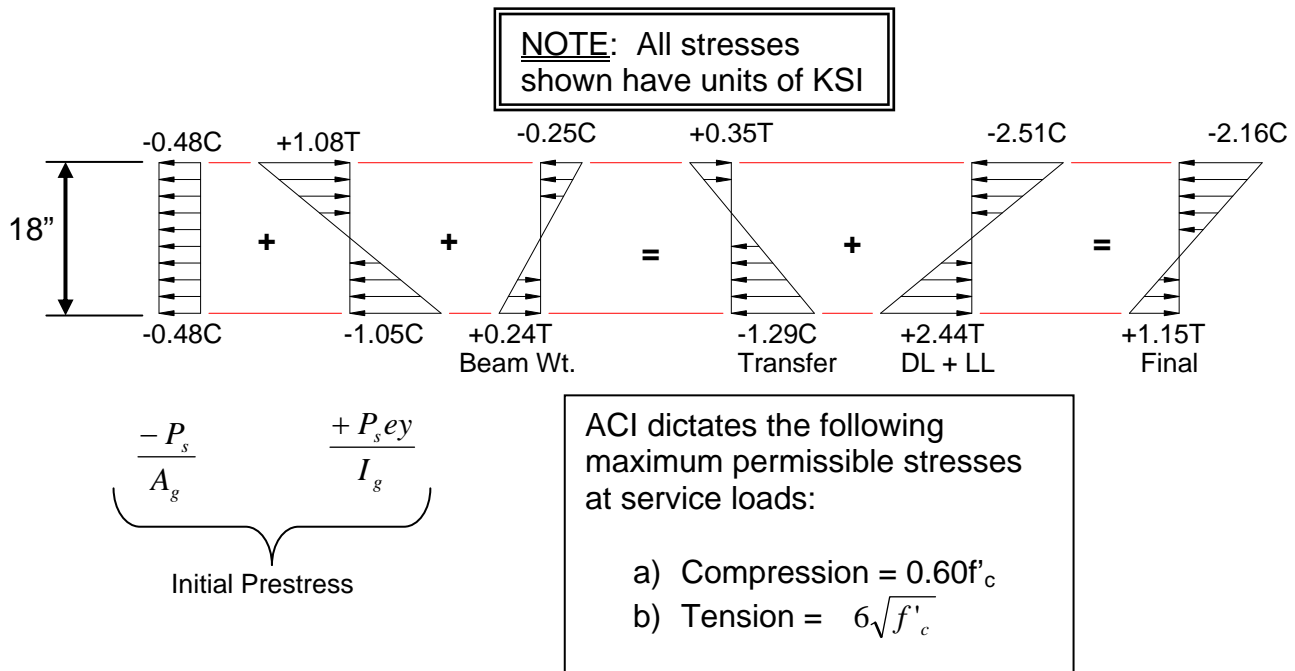 NOTE: All stresses
shown have units of KSI
-0.48C +1.08T -0.25C +0.35T -2.51C -2.16C
18”
+ + = + =
-0.48C -1.05C +0.24T -1.29C +2.44T +1.15T
Beam Wt. Transfer DL + LL Final
−P_s/A_g +P_s ey/I_g
Initial Prestress
ACI dictates the following
maximum permissible stresses
at service loads:
a) Compression = 0.60f’c
b) Tension = 6√f'c